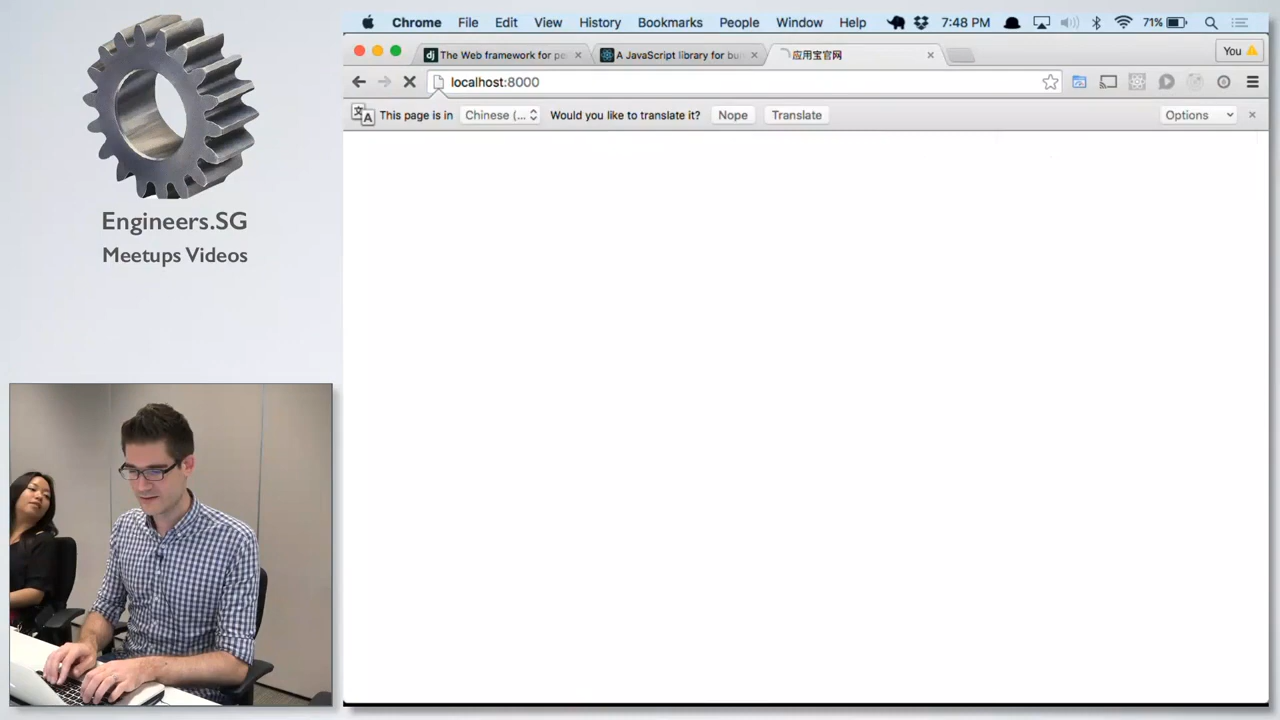 Engineers.SG
Meetups Videos
Chrome File Edit View History Bookmarks People Window Help 7:48 PM 71%
dj The Web framework for pe
A JavaScript library for bui
应用宝官网
You
localhost:8000
This page is in Chinese (... Would you like to translate it? Nope Translate Options